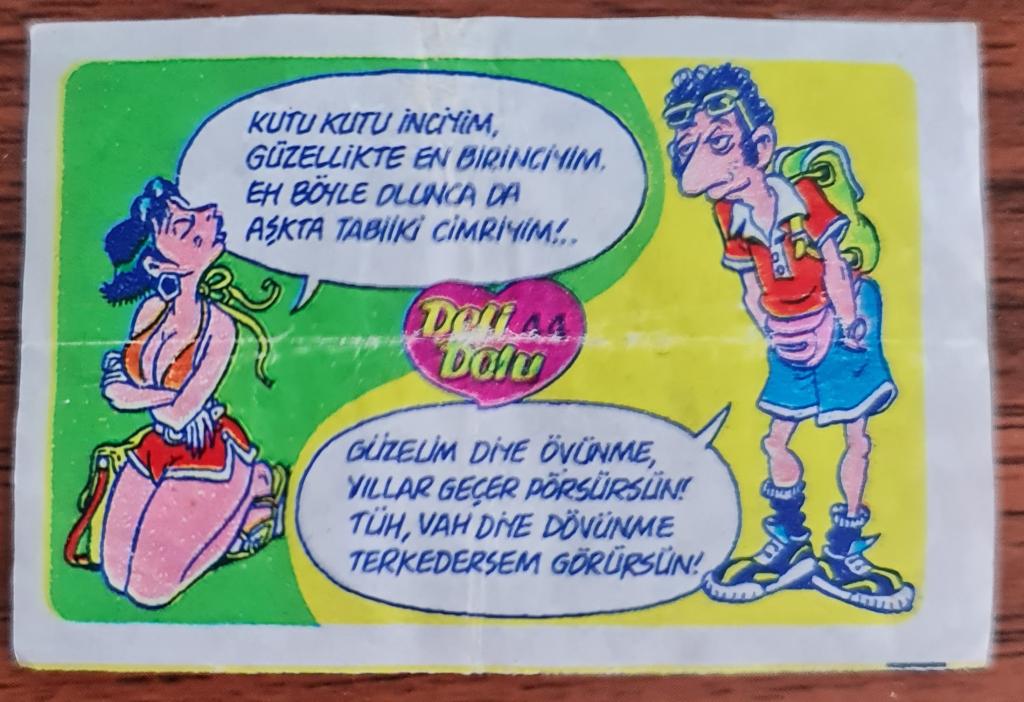 KUTU KUTU İNCİYİM,
GÜZELLİKTE EN BİRİNCİYİM.
EH BÖYLE OLUNCA DA
AŞKTA TABİİKİ CİMRİYİM!..
Deli
Dolu
44
GÜZELİM DİYE ÖVÜNME,
YILLAR GEÇER PÖRSÜRSÜN!
TÜH, VAH DİYE DÖVÜNME
TERKEDERSEM GÖRÜRSÜN!